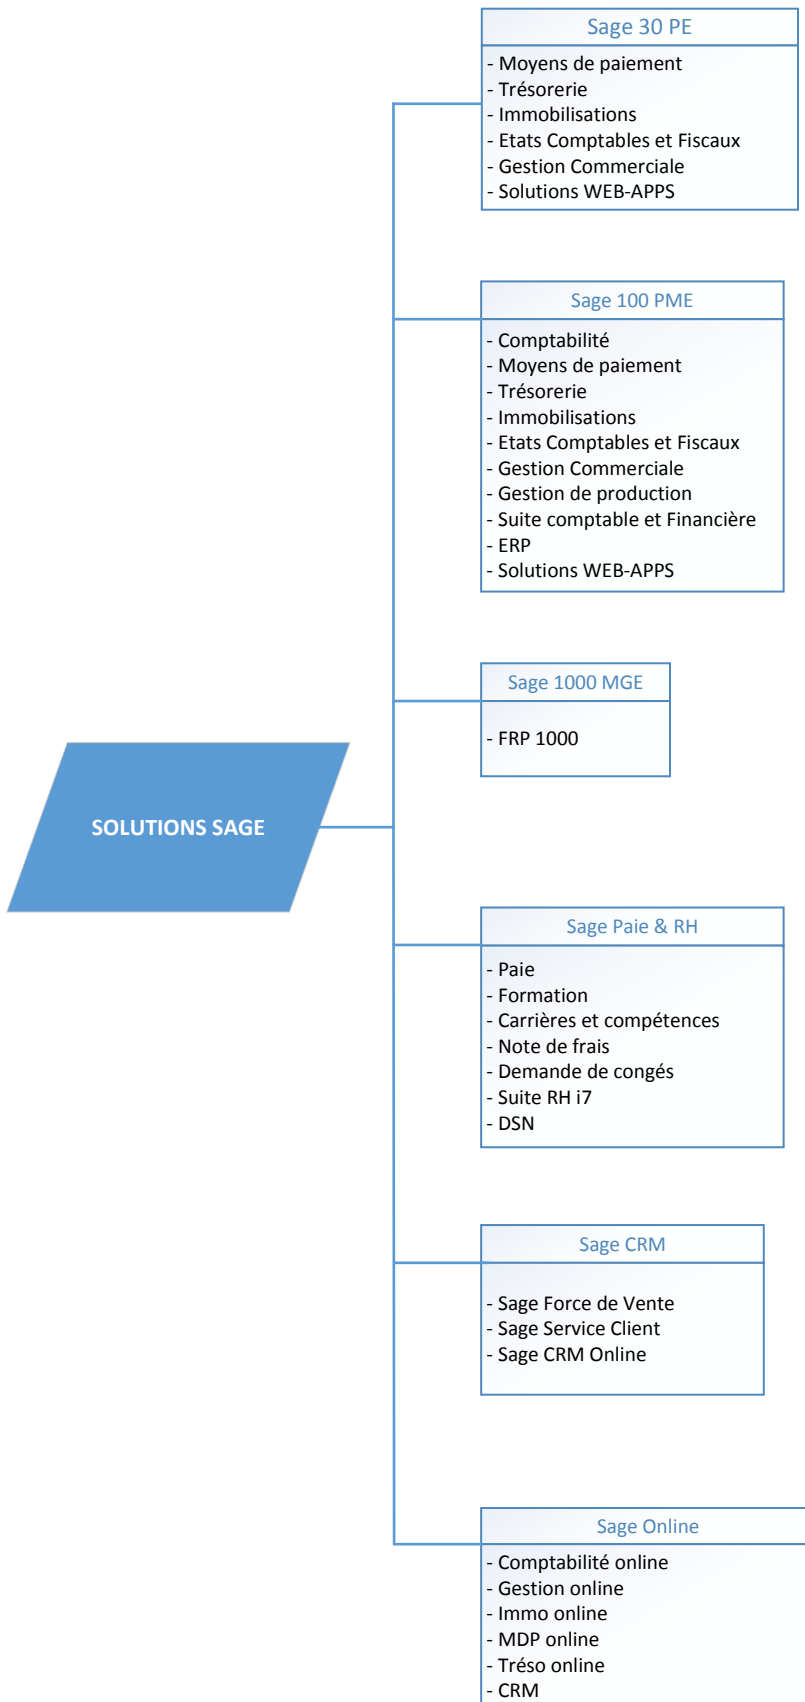 Sage 30 PE
- Moyens de paiement
- Trésorerie
- Immobilisations
- Etats Comptables et Fiscaux
- Gestion Commerciale
- Solutions WEB-APPS
Sage 100 PME
- Comptabilité
- Moyens de paiement
- Trésorerie
- Immobilisations
- Etats Comptables et Fiscaux
- Gestion Commerciale
- Gestion de production
- Suite comptable et Financière
- ERP
- Solutions WEB-APPS
Sage 1000 MGE
- FRP 1000
SOLUTIONS SAGE
Sage Paie & RH
- Paie
- Formation
- Carrières et compétences
- Note de frais
- Demande de congés
- Suite RH i7
- DSN
Sage CRM
- Sage Force de Vente
- Sage Service Client
- Sage CRM Online
Sage Online
- Comptabilité online
- Gestion online
- Immo online
- MDP online
- Tréso online
- CRM